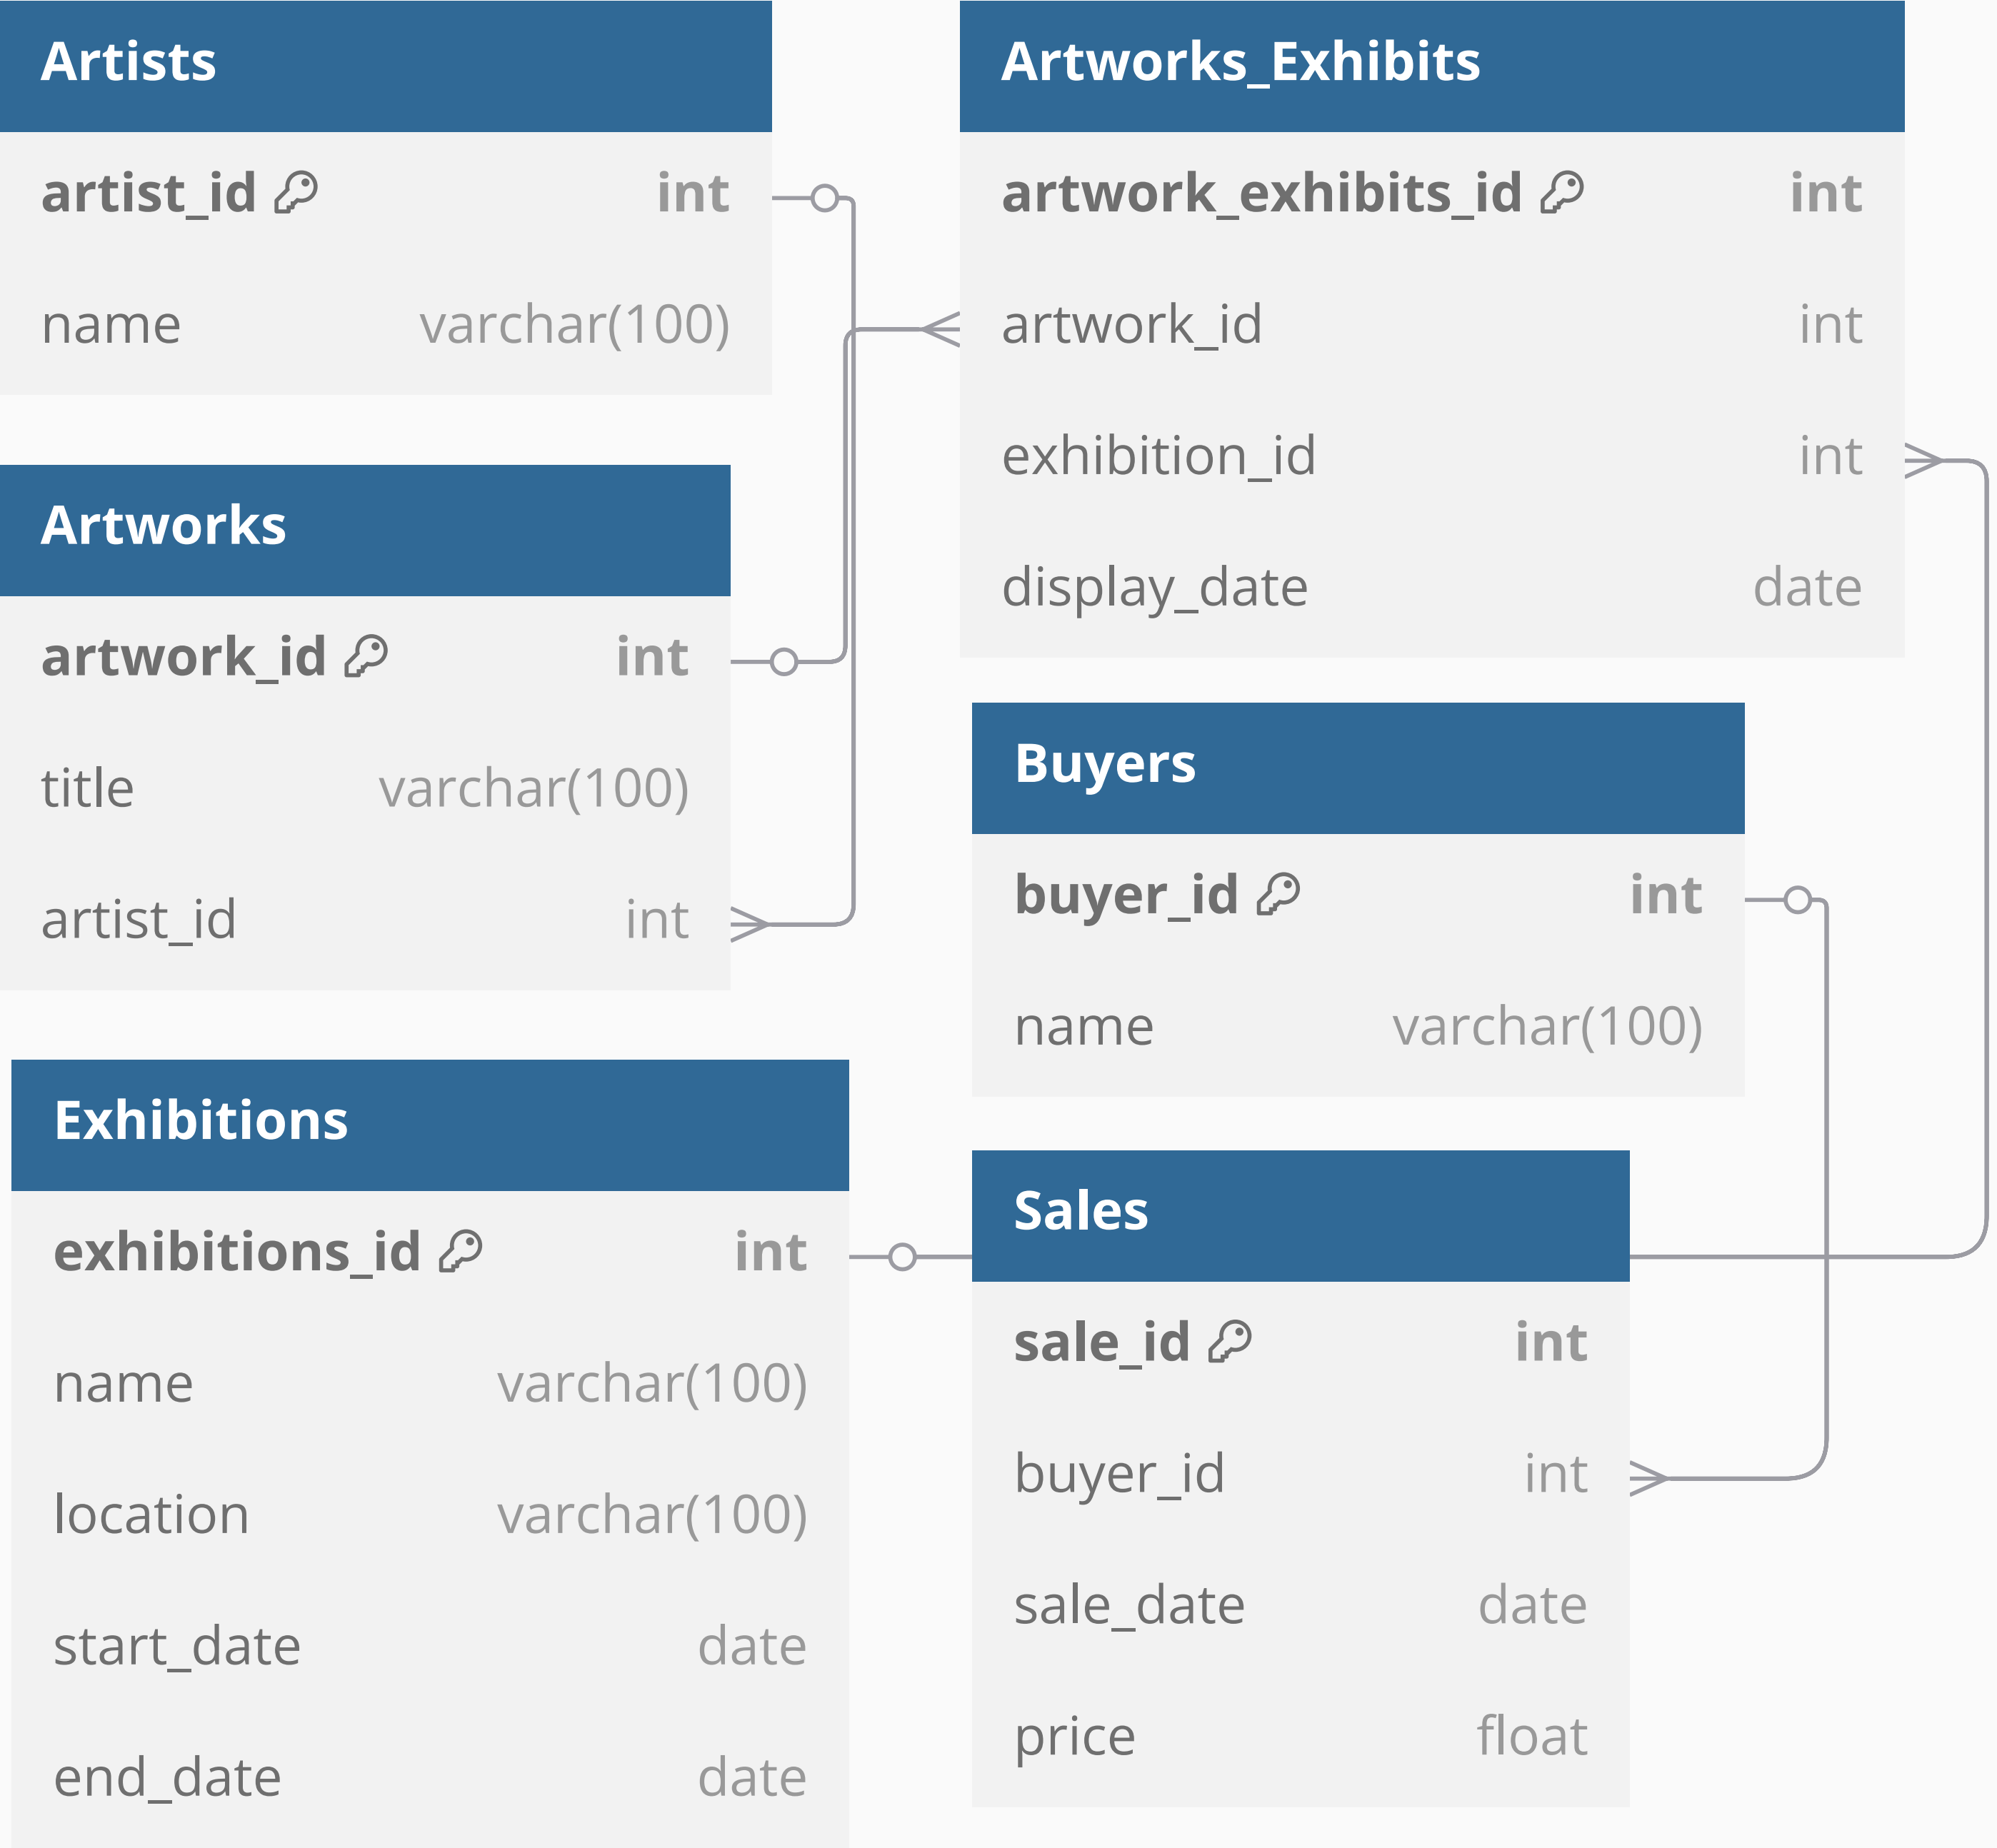 Artists
artist_id int
name varchar(100)
Artworks
artwork_id int
title varchar(100)
artist_id int
Exhibitions
exhibitions_id int
name varchar(100)
location varchar(100)
start_date date
end_date date
Artworks_Exhibits
artwork_exhibits_id int
artwork_id int
exhibition_id int
display_date date
Buyers
buyer_id int
name varchar(100)
Sales
sale_id int
buyer_id int
sale_date date
price float